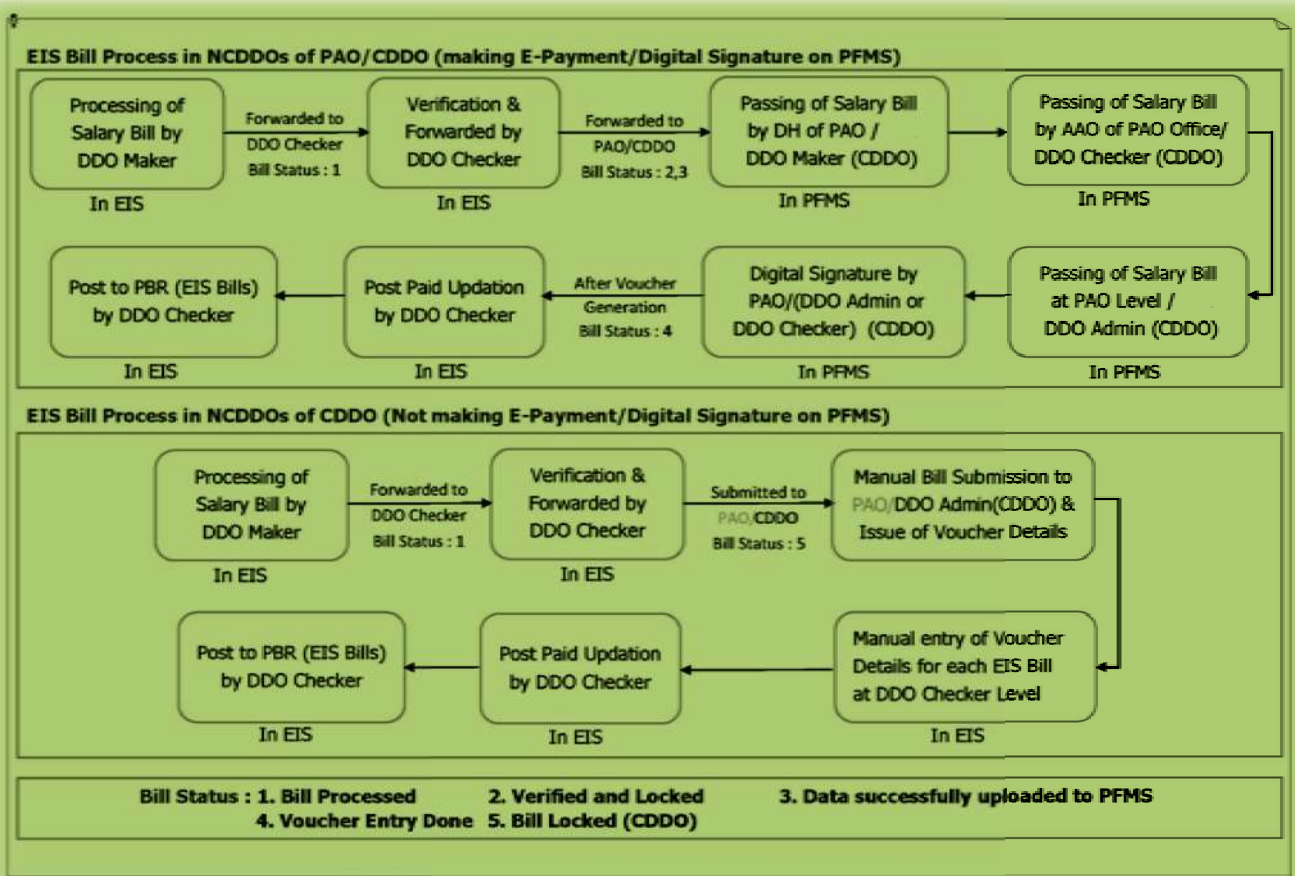 EIS Bill Process in NCDDOs of PAO/CDDO (making E-Payment/Digital Signature on PFMS)
Processing of
Salary Bill by
DDO Maker
In EIS
Forwarded to
DDO Checker
Bill Status : 1
Verification &
Forwarded by
DDO Checker
In EIS
Forwarded to
PAO/CDDO
Bill Status : 2,3
Passing of Salary Bill
by DH of PAO /
DDO Maker (CDDO)
In PFMS
Passing of Salary Bill
by AAO of PAO Office/
DDO Checker (CDDO)
In PFMS
Passing of Salary Bill
at PAO Level /
DDO Admin (CDDO)
In PFMS
Digital Signature by
PAO/(DDO Admin or
DDO Checker) (CDDO)
In PFMS
After Voucher
Generation
Bill Status : 4
Post Paid Updation
by DDO Checker
In EIS
Post to PBR (EIS Bills)
by DDO Checker
In EIS
EIS Bill Process in NCDDOs of CDDO (Not making E-Payment/Digital Signature on PFMS)
Processing of
Salary Bill by
DDO Maker
In EIS
Forwarded to
DDO Checker
Bill Status : 1
Verification &
Forwarded by
DDO Checker
In EIS
Submitted to
PAO/CDDO
Bill Status : 5
Manual Bill Submission to
PAO/DDO Admin(CDDO) &
Issue of Voucher Details
Manual entry of Voucher
Details for each EIS Bill
at DDO Checker Level
In EIS
Post Paid Updation
by DDO Checker
In EIS
Post to PBR (EIS Bills)
by DDO Checker
In EIS
Bill Status : 1. Bill Processed 2. Verified and Locked 3. Data successfully uploaded to PFMS
4. Voucher Entry Done 5. Bill Locked (CDDO)